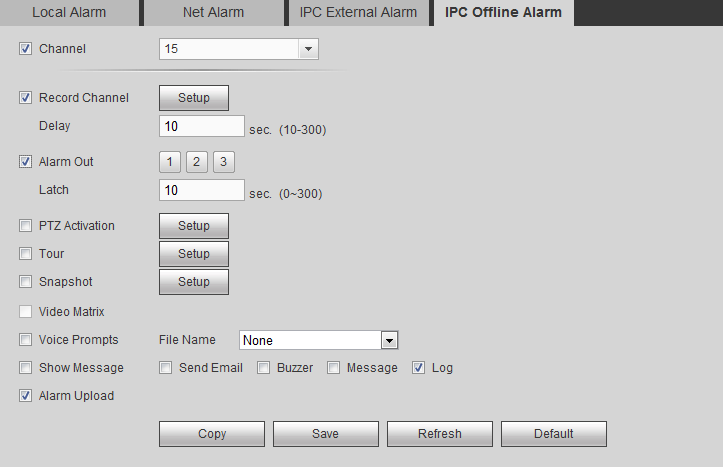 Local Alarm Net Alarm IPC External Alarm IPC Offline Alarm
Channel 15
Record Channel Setup
Delay 10 sec. (10-300)
Alarm Out 1 2 3
Latch 10 sec. (0~300)
PTZ Activation Setup
Tour Setup
Snapshot Setup
Video Matrix
Voice Prompts File Name None
Show Message Send Email Buzzer Message Log
Alarm Upload
Copy Save Refresh Default